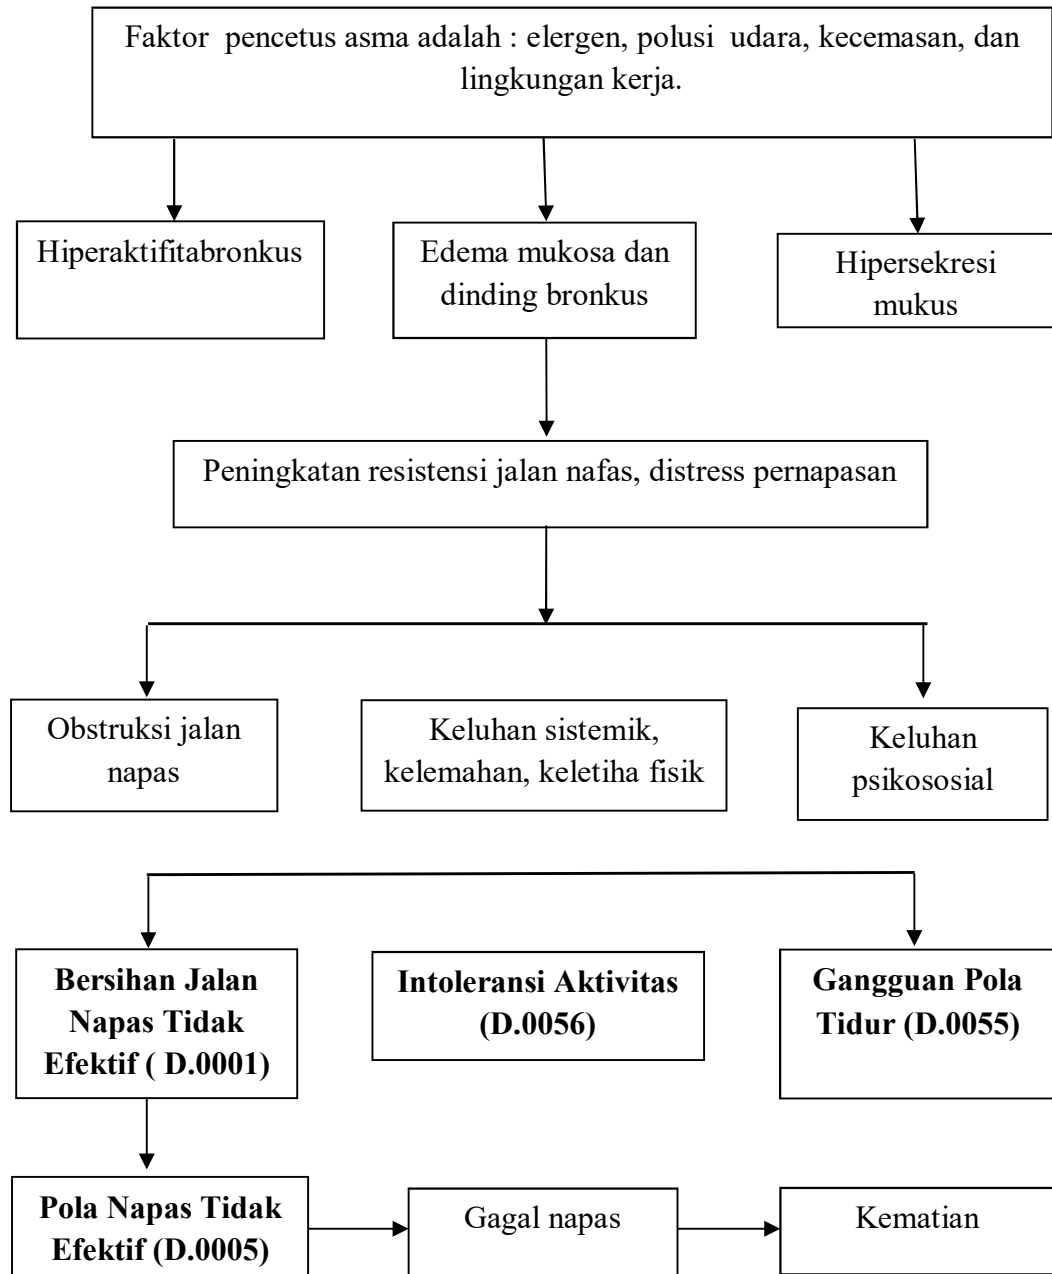 Faktor pencetus asma adalah : elergen, polusi udara, kecemasan, dan
lingkungan kerja.
Hiperaktifitabronkus
Edema mukosa dan
dinding bronkus
Hipersekresi
mukus
Peningkatan resistensi jalan nafas, distress pernapasan
Obstruksi jalan
napas
Keluhan sistemik,
kelemahan, keletiha fisik
Keluhan
psikososial
Bersihan Jalan
Napas Tidak
Efektif ( D.0001)
Intoleransi Aktivitas
(D.0056)
Gangguan Pola
Tidur (D.0055)
Pola Napas Tidak
Efektif (D.0005)
Gagal napas
Kematian